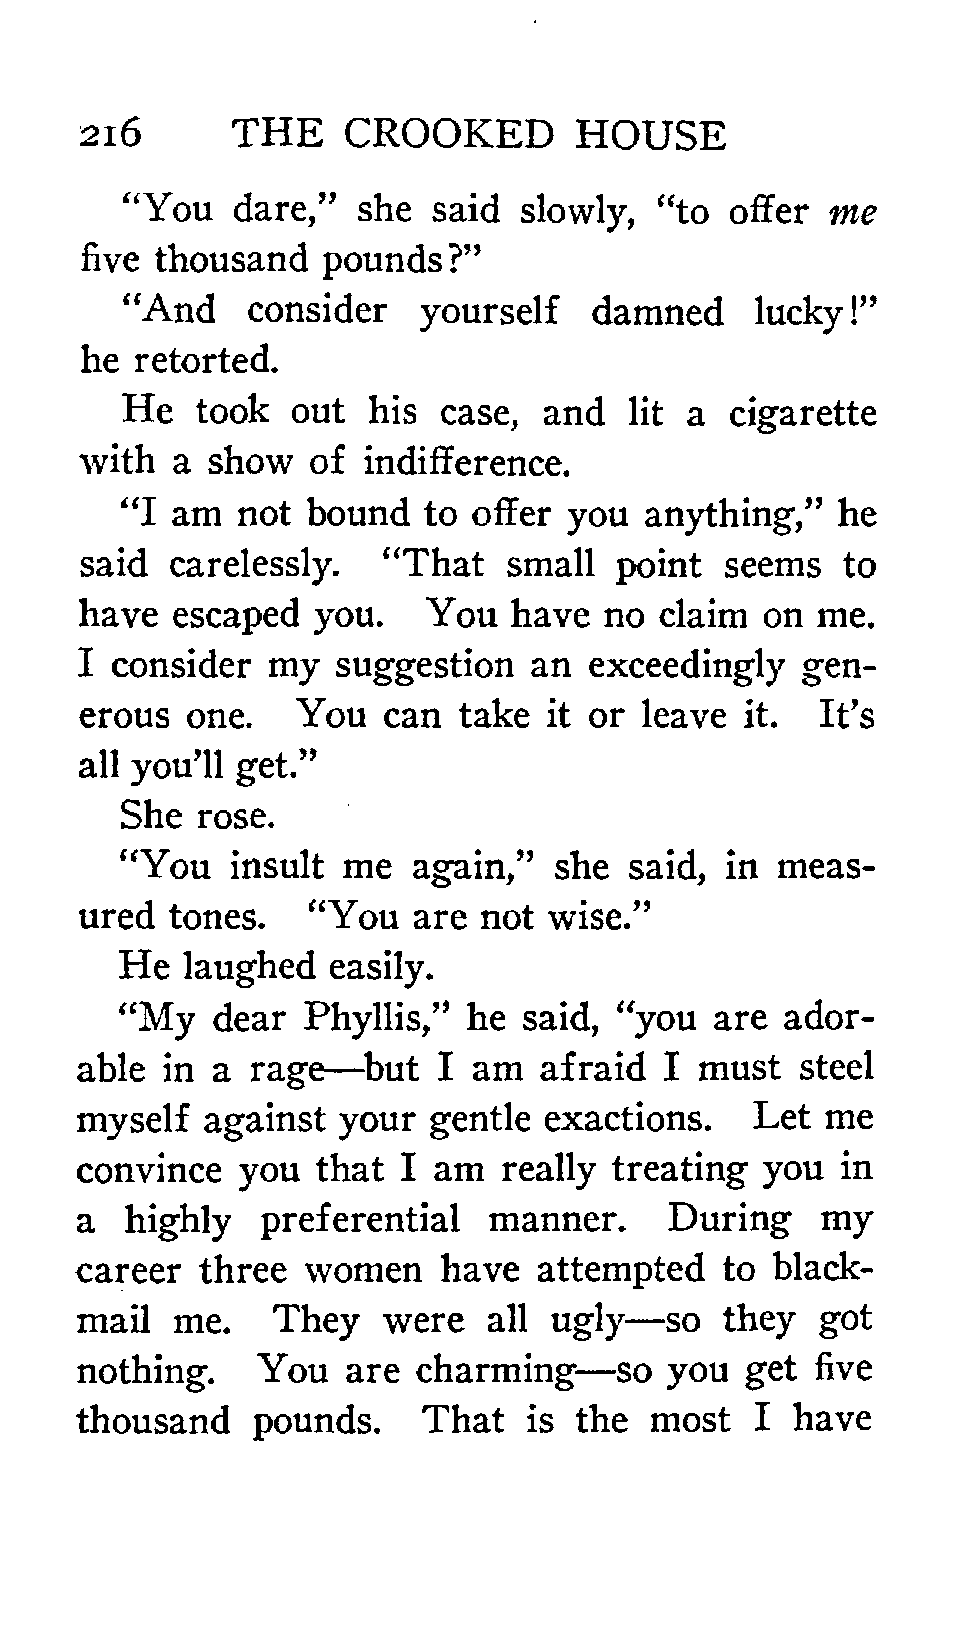 216 THE CROOKED HOUSE
"You dare," she said slowly, "to offer me
five thousand pounds?"
"And consider yourself damned lucky!"
he retorted.
He took out his case, and lit a cigarette
with a show of indifference.
"I am not bound to offer you anything," he
said carelessly. "That small point seems to
have escaped you. You have no claim on me.
I consider my suggestion an exceedingly gen-
erous one. You can take it or leave it. It's
all you'll get."
She rose.
"You insult me again," she said, in meas-
ured tones. "You are not wise."
He laughed easily.
"My dear Phyllis," he said, "you are ador-
able in a rage—but I am afraid I must steel
myself against your gentle exactions. Let me
convince you that I am really treating you in
a highly preferential manner. During my
career three women have attempted to black-
mail me. They were all ugly—so they got
nothing. You are charming—so you get five
thousand pounds. That is the most I have